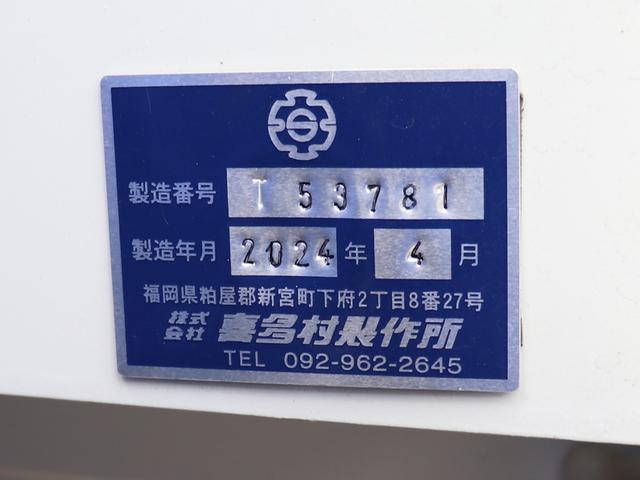 製造番号 T 53781
製造年月 2024 年 4 月
福岡県粕屋郡新宮町下府2丁目8番27号
株式会社 喜多村製作所
TEL 092-962-2645